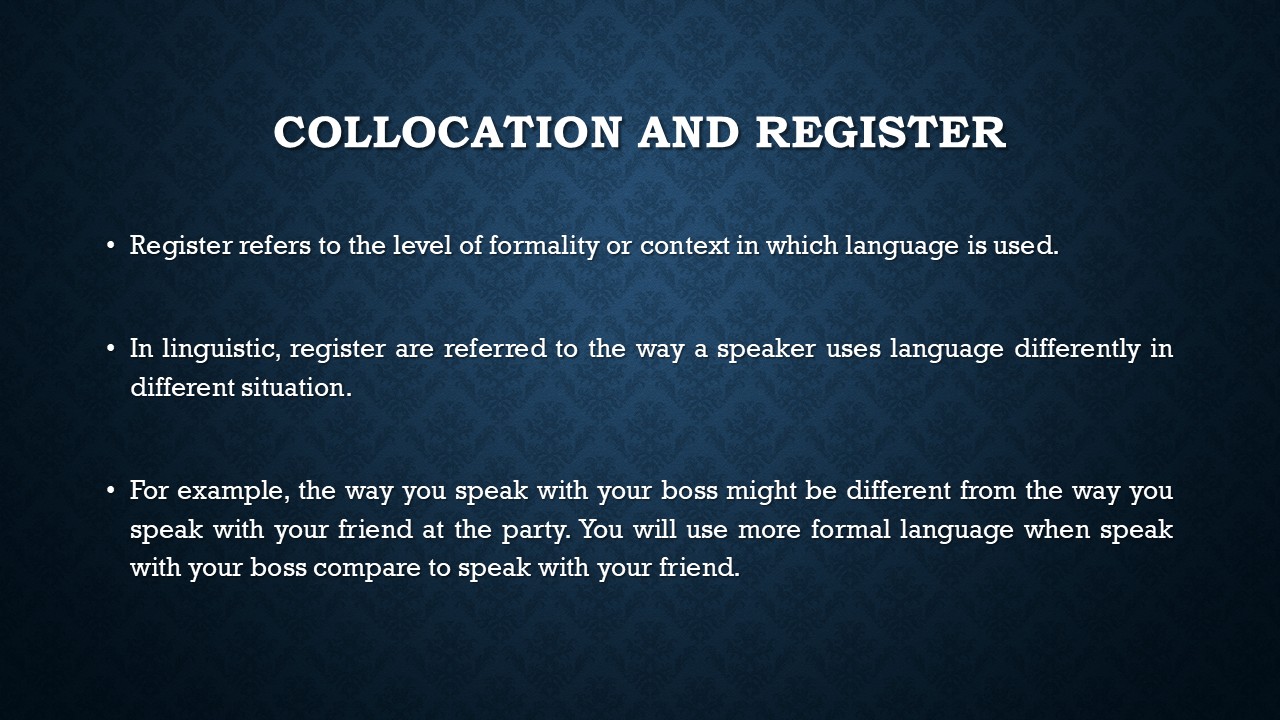 COLLOCATION AND REGISTER
• Register refers to the level of formality or context in which language is used.
• In linguistic, register are referred to the way a speaker uses language differently in
different situation.
• For example, the way you speak with your boss might be different from the way you
speak with your friend at the party. You will use more formal language when speak
with your boss compare to speak with your friend.